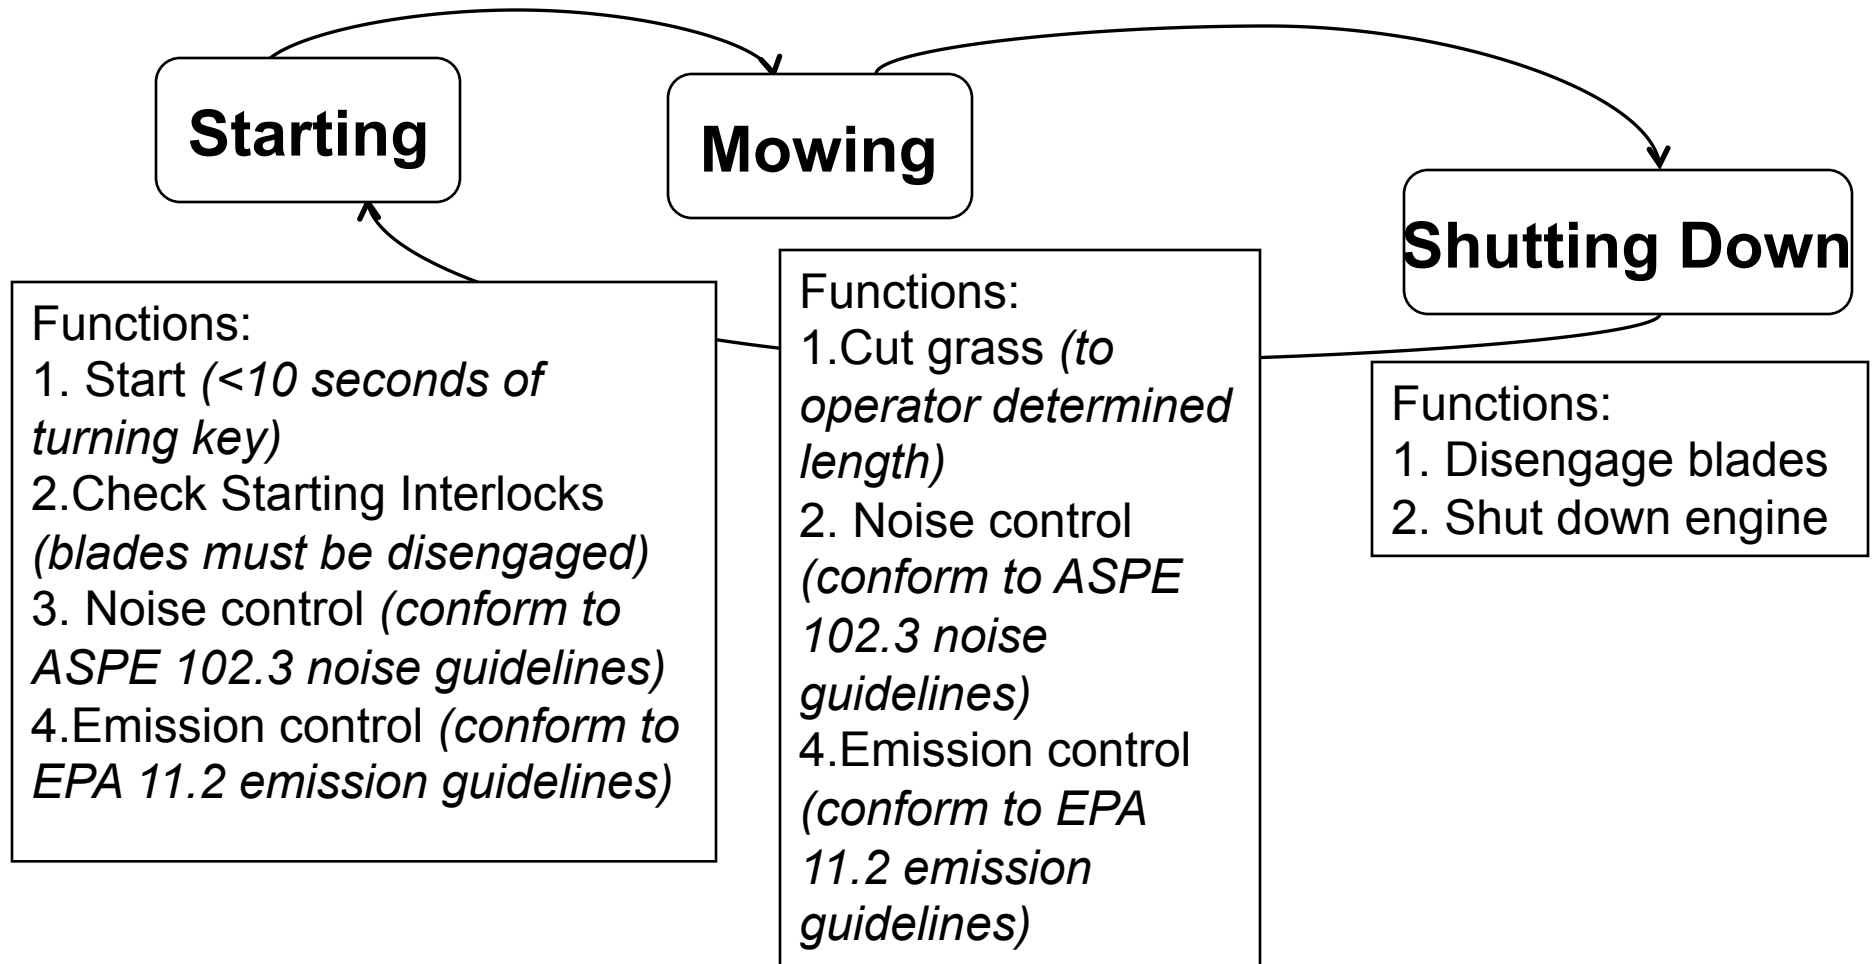 Starting
Mowing
Shutting Down
Functions:
1. Start (<10 seconds of
turning key)
2.Check Starting Interlocks
(blades must be disengaged)
3. Noise control (conform to
ASPE 102.3 noise guidelines)
4.Emission control (conform to
EPA 11.2 emission guidelines)
Functions:
1.Cut grass (to
operator determined
length)
2. Noise control
(conform to ASPE
102.3 noise
guidelines)
4.Emission control
(conform to EPA
11.2 emission
guidelines)
Functions:
1. Disengage blades
2. Shut down engine